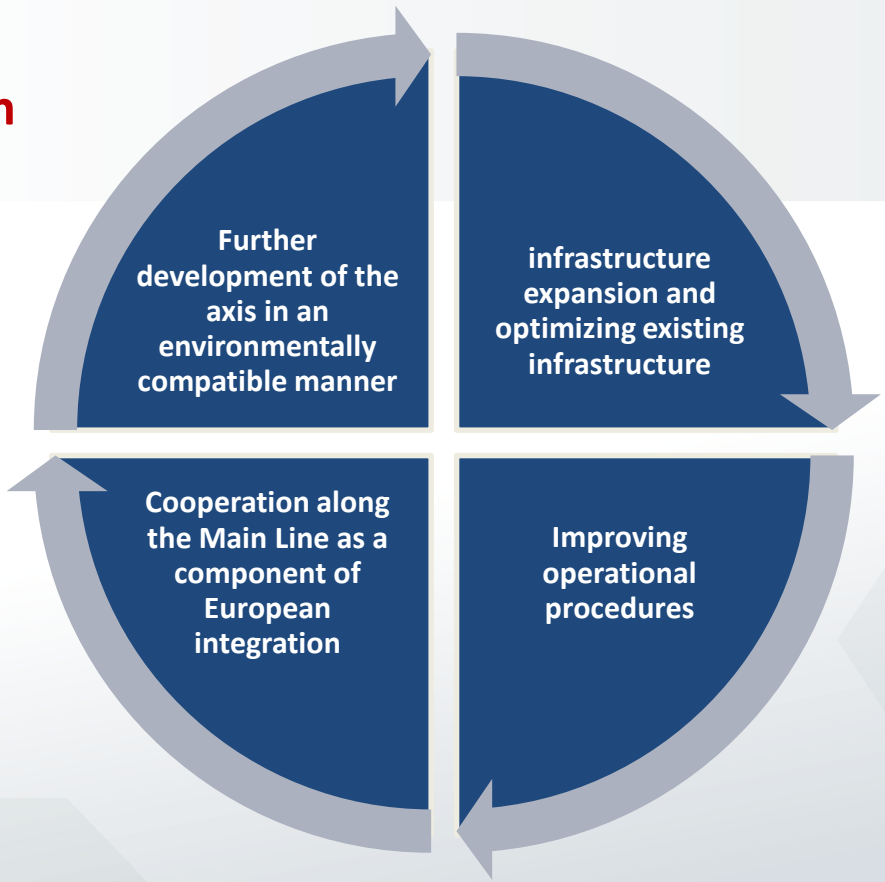 Further
development of the
axis in an
environmentally
compatible manner
infrastructure
expansion and
optimizing existing
infrastructure
Cooperation along
the Main Line as a
component of
European
integration
Improving
operational
procedures